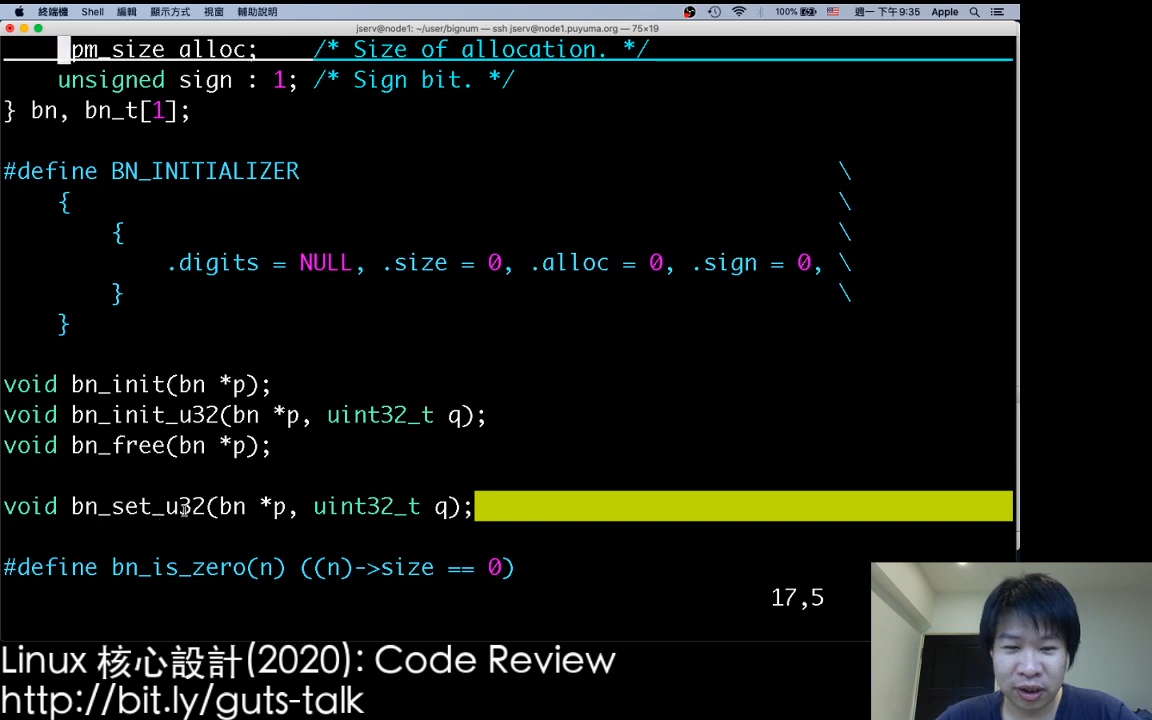 終端機 Shell 編輯 顯示方式 視窗 輔助說明 100% 週一 下午9:35 Apple
jserv@node1: ~/user/bignum — ssh jserv@node1.puyuma.org — 75×19
pm_size alloc; /* Size of allocation. */
unsigned sign : 1; /* Sign bit. */
} bn, bn_t[1];
#define BN_INITIALIZER \
{ \
{ \
.digits = NULL, .size = 0, .alloc = 0, .sign = 0, \
} \
}
void bn_init(bn *p);
void bn_init_u32(bn *p, uint32_t q);
void bn_free(bn *p);
void bn_set_u32(bn *p, uint32_t q);
#define bn_is_zero(n) ((n)->size == 0)
17,5
Linux 核心設計(2020): Code Review
http://bit.ly/guts-talk